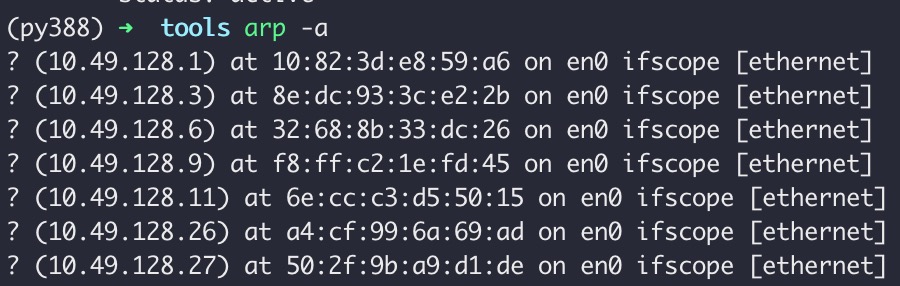 status: active
(py388) ➜  tools arp -a
? (10.49.128.1) at 10:82:3d:e8:59:a6 on en0 ifscope [ethernet]
? (10.49.128.3) at 8e:dc:93:3c:e2:2b on en0 ifscope [ethernet]
? (10.49.128.6) at 32:68:8b:33:dc:26 on en0 ifscope [ethernet]
? (10.49.128.9) at f8:ff:c2:1e:fd:45 on en0 ifscope [ethernet]
? (10.49.128.11) at 6e:cc:c3:d5:50:15 on en0 ifscope [ethernet]
? (10.49.128.26) at a4:cf:99:6a:69:ad on en0 ifscope [ethernet]
? (10.49.128.27) at 50:2f:9b:a9:d1:de on en0 ifscope [ethernet]